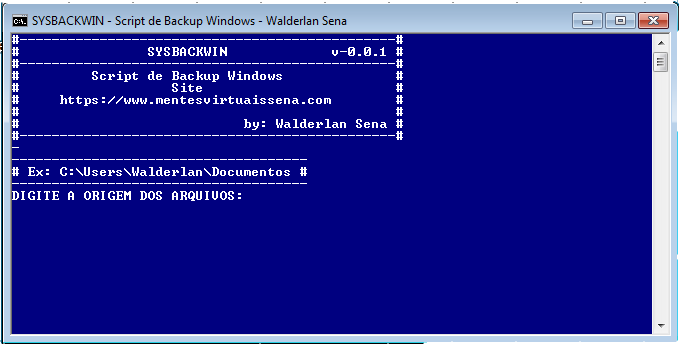 SYSBACKWIN - Script de Backup Windows - Walderlan Sena
#-----------------------------------------------#
# SYSBACKWIN v-0.0.1 #
#-----------------------------------------------#
# Script de Backup Windows #
# Site #
# https://www.mentesvirtuaissena.com #
# #
# by: Walderlan Sena #
#-----------------------------------------------#
-
-------------------------------------
# Ex: C:\Users\Walderlan\Documentos #
-------------------------------------
DIGITE A ORIGEM DOS ARQUIVOS: